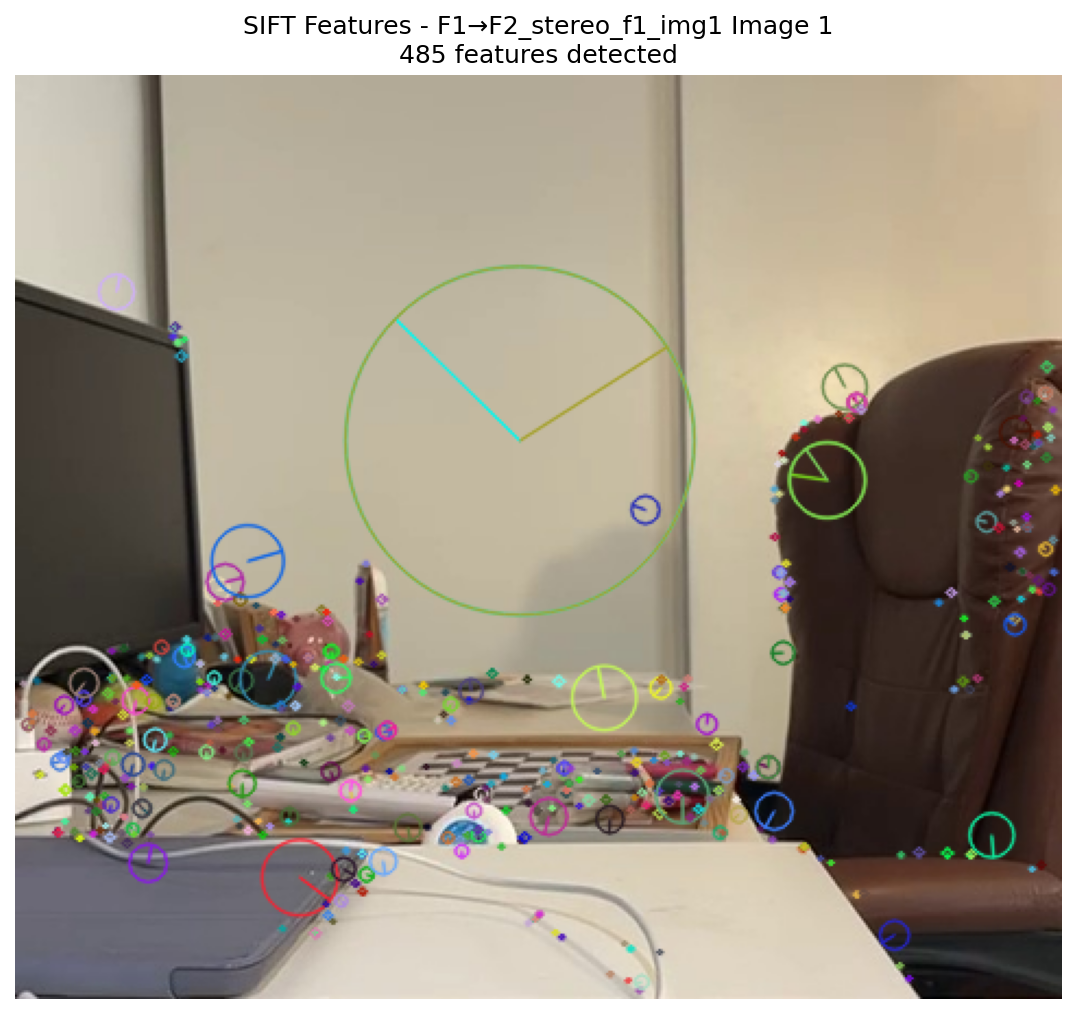 SIFT Features - F1→F2_stereo_f1_img1 Image 1
485 features detected